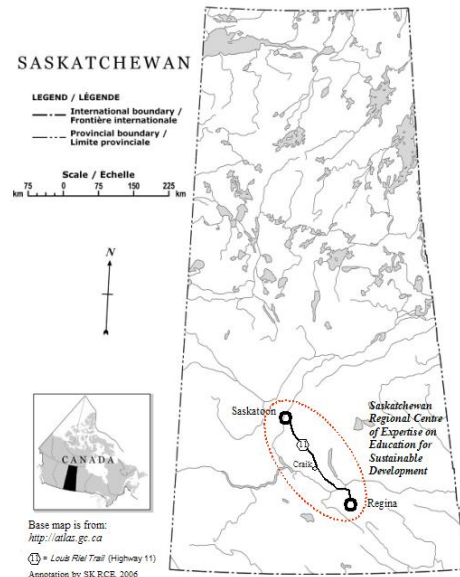 SASKATCHEWAN
LEGEND / LÉGENDE
International boundary /
Frontière internationale
Provincial boundary /
Limite provinciale
Scale / Echelle
75 0 75 150 225
km km
N
CANADA
Base map is from:
http://atlas.gc.ca
11 = Louis Riel Trail (Highway 11)
Annotation by SK RCE, 2006
Saskatoon
11
Craik
Regina
Saskatchewan
Regional Centre
of Expertise on
Education for
Sustainable
Development